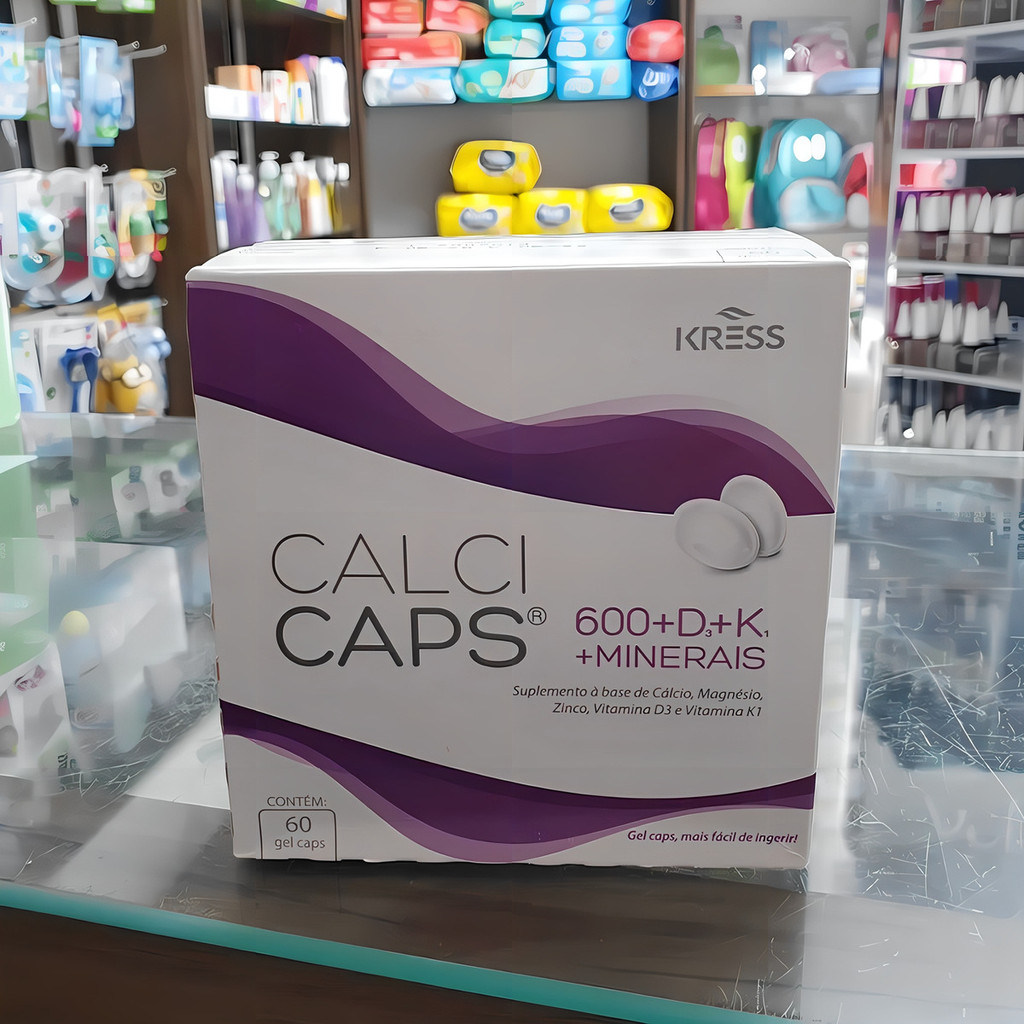 KRESS
CALCI
CAPS®
600+D₃+K₁
+MINERAIS
Suplemento à base de Cálcio, Magnésio,
Zinco, Vitamina D3 e Vitamina K1
CONTÉM:
60
gel caps
Gel caps, mais fácil de ingerir!